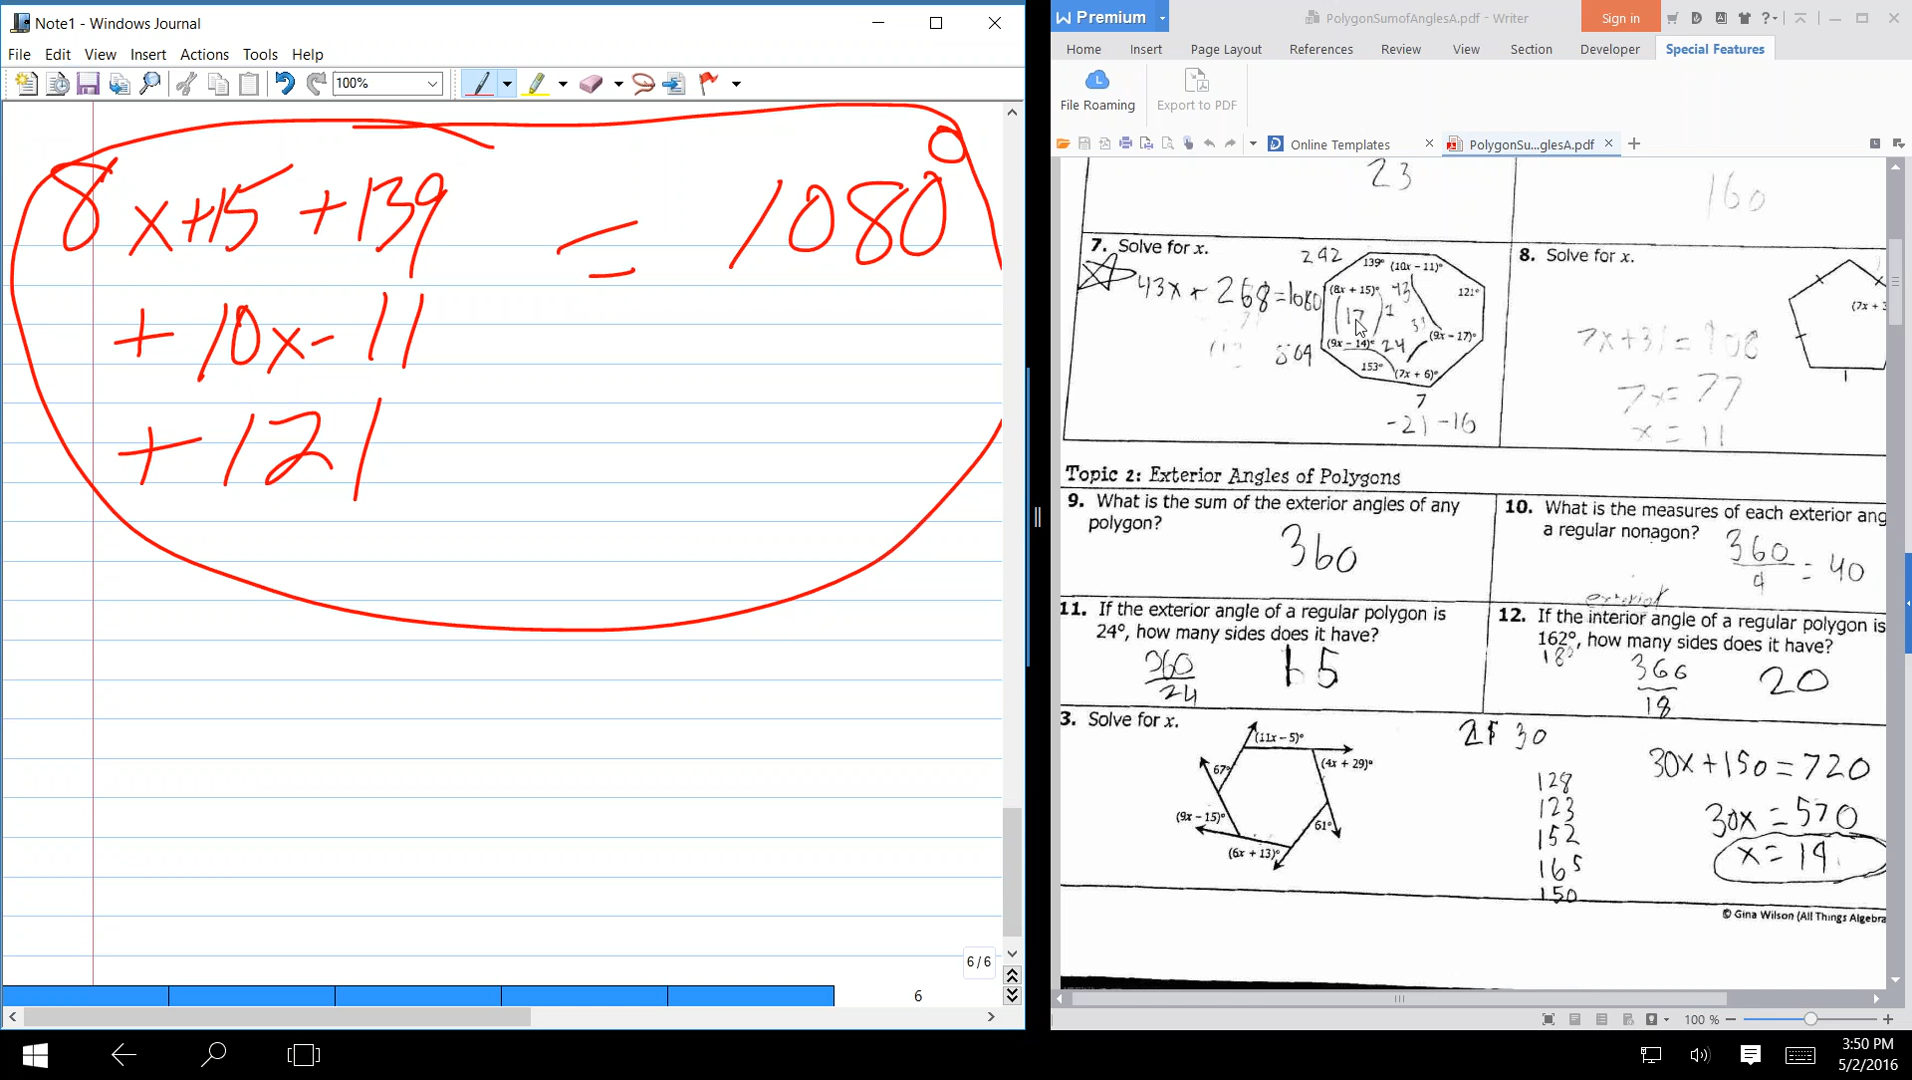 Note1 - Windows Journal
File Edit View Insert Actions Tools Help
100%
8x+15 +139 = 1080°
+ 10x - 11
+ 121
6 / 6
6
Premium
PolygonSumofAnglesA.pdf - Writer
Sign in
Home Insert Page Layout References Review View Section Developer Special Features
File Roaming
Export to PDF
Online Templates
PolygonSu...glesA.pdf
23
160
7. Solve for x.
242
43x + 268 = 1080
139° (10x - 11)°
(8x + 15)° 43
121°
(9x - 17)°
(9x - 14)° 24
153° (7x + 6)°
7
-21 -16
8. Solve for x.
(7x + 3
7x+31 = 108
7x = 77
x = 11
Topic 2: Exterior Angles of Polygons
9. What is the sum of the exterior angles of any
polygon?
360
10. What is the measures of each exterior ang
a regular nonagon?
360
9
= 40
11. If the exterior angle of a regular polygon is
24°, how many sides does it have?
360
24
15
exterior
12. If the interior angle of a regular polygon is
162°, how many sides does it have?
180
360
18
20
3. Solve for x.
(11x - 5)°
(4x + 29)°
67°
(9x - 15)°
61°
(6x + 13)°
30
128
123
152
165
150
30x + 150 = 720
30x = 570
x = 19
© Gina Wilson (All Things Algebra
100 %
3:50 PM
5/2/2016